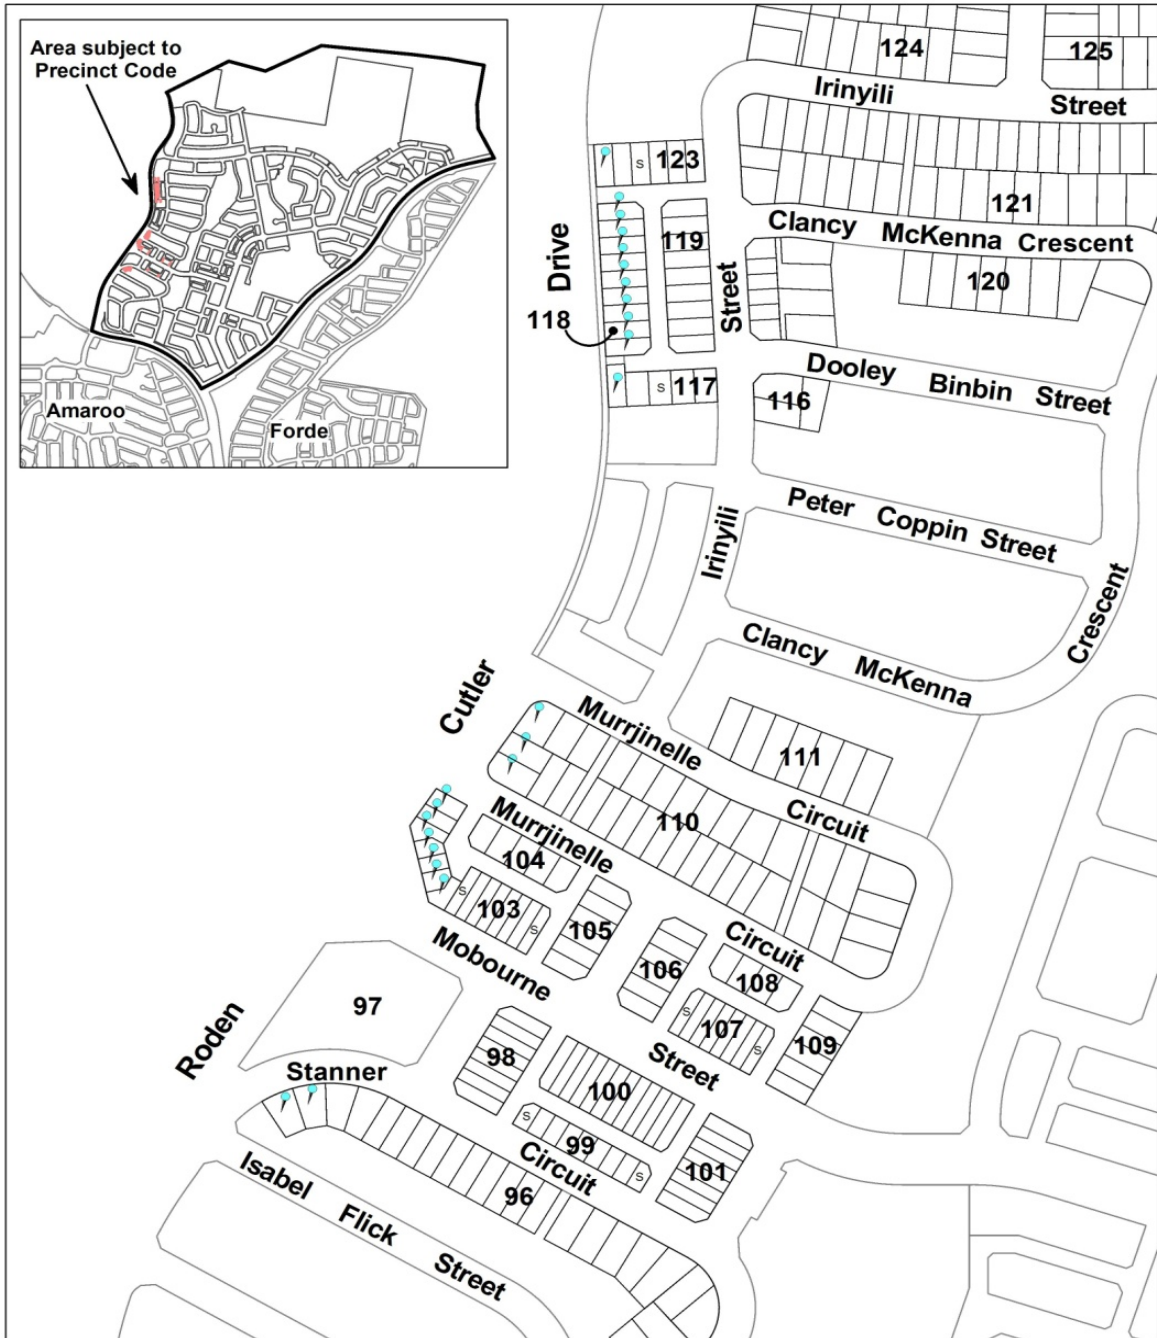 Area subject to
Precinct Code
Amaroo
Forde
124
125
Irinyili
Street
S
123
121
Clancy McKenna Crescent
119
Drive
Street
120
118
Dooley Binbin Street
S
117
116
Peter Coppin Street
Irinyili
Crescent
Clancy McKenna
Cutler
Murrjinelle
111
Circuit
110
Murrjinelle
104
S
103
S
105
Circuit
106
108
Mobourne
S
107
S
109
97
Roden
98
Street
Stanner
100
S
99
S
Circuit
101
96
Isabel Flick Street